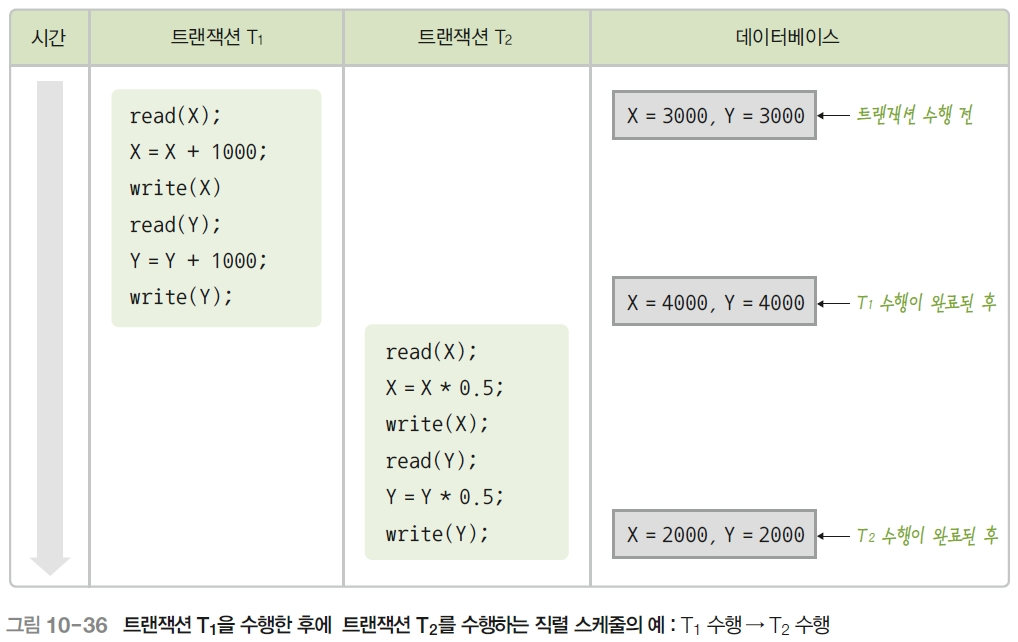 시간 트랜잭션 T1 트랜잭션 T2 데이터베이스
read(X);
X = X + 1000;
write(X)
read(Y);
Y = Y + 1000;
write(Y);
X = 3000, Y = 3000
트랜잭션 수행 전
X = 4000, Y = 4000
T1 수행이 완료된 후
read(X);
X = X * 0.5;
write(X);
read(Y);
Y = Y * 0.5;
write(Y);
X = 2000, Y = 2000
T2 수행이 완료된 후
그림 10-36 트랜잭션 T1을 수행한 후에 트랜잭션 T2를 수행하는 직렬 스케줄의 예 : T1 수행 → T2 수행